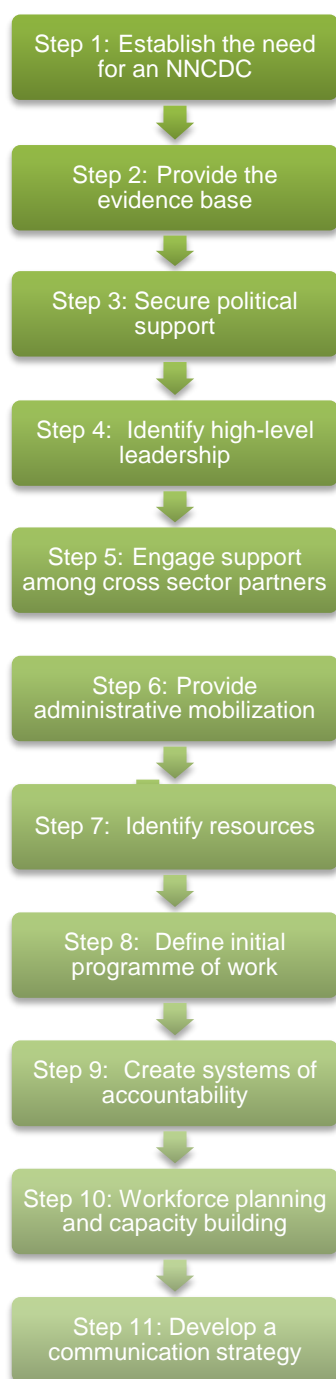 Step 1: Establish the need
for an NNCDC
Step 2: Provide the
evidence base
Step 3: Secure political
support
Step 4: Identify high-level
leadership
Step 5: Engage support
among cross sector partners
Step 6: Provide
administrative mobilization
Step 7: Identify resources
Step 8: Define initial
programme of work
Step 9: Create systems of
accountability
Step 10: Workforce planning
and capacity building
Step 11: Develop a
communication strategy